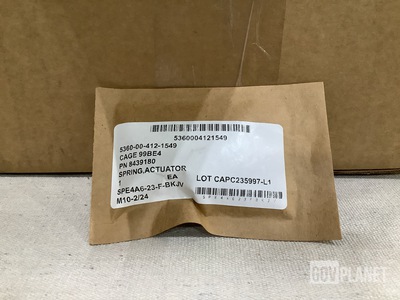 5360004121549
5360-00-412-1549
CAGE 99BE4
PN 8439180
SPRING,ACTUATOR
1 EA
SPE4A6-23-F-BKJV
M10-2/24
LOT CAPC235997-L1
GOVPLANET